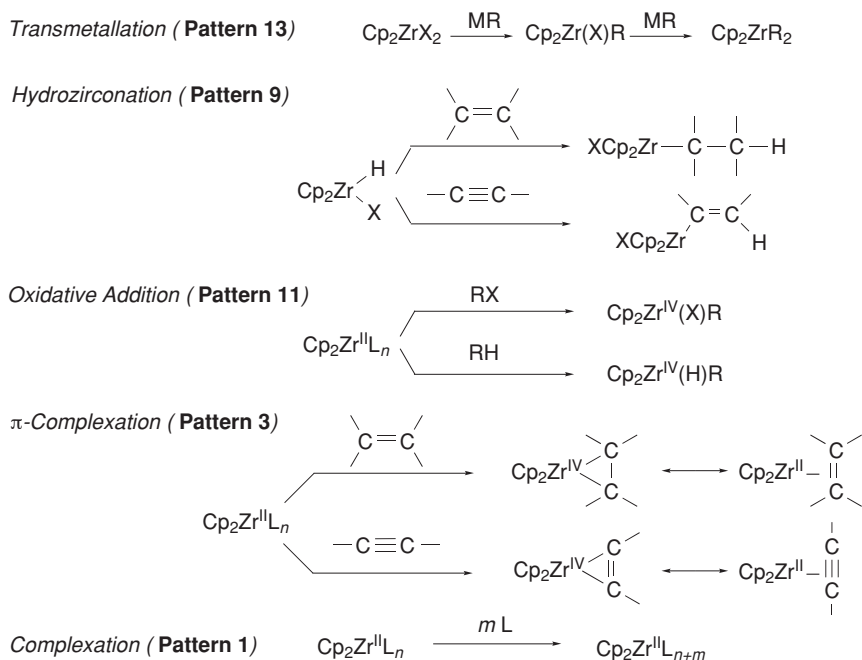 Transmetallation ( Pattern 13) Cp₂ZrX₂ MR Cp₂Zr(X)R MR Cp₂ZrR₂
Hydrozirconation ( Pattern 9)
C=C
XCp₂Zr—C—C—H
Cp₂Zr H X
—C≡C—
XCp₂Zr C=C H
Oxidative Addition ( Pattern 11)
RX Cp₂Zrᴵⱽ(X)R
Cp₂ZrᴵᴵLₙ
RH Cp₂Zrᴵⱽ(H)R
π-Complexation ( Pattern 3)
C=C Cp₂Zrᴵⱽ C C Cp₂Zrᴵᴵ C C
Cp₂ZrᴵᴵLₙ
—C≡C— Cp₂Zrᴵⱽ C C Cp₂Zrᴵᴵ C C
Complexation ( Pattern 1) Cp₂ZrᴵᴵLₙ m L Cp₂ZrᴵᴵLₙ₊ₘ